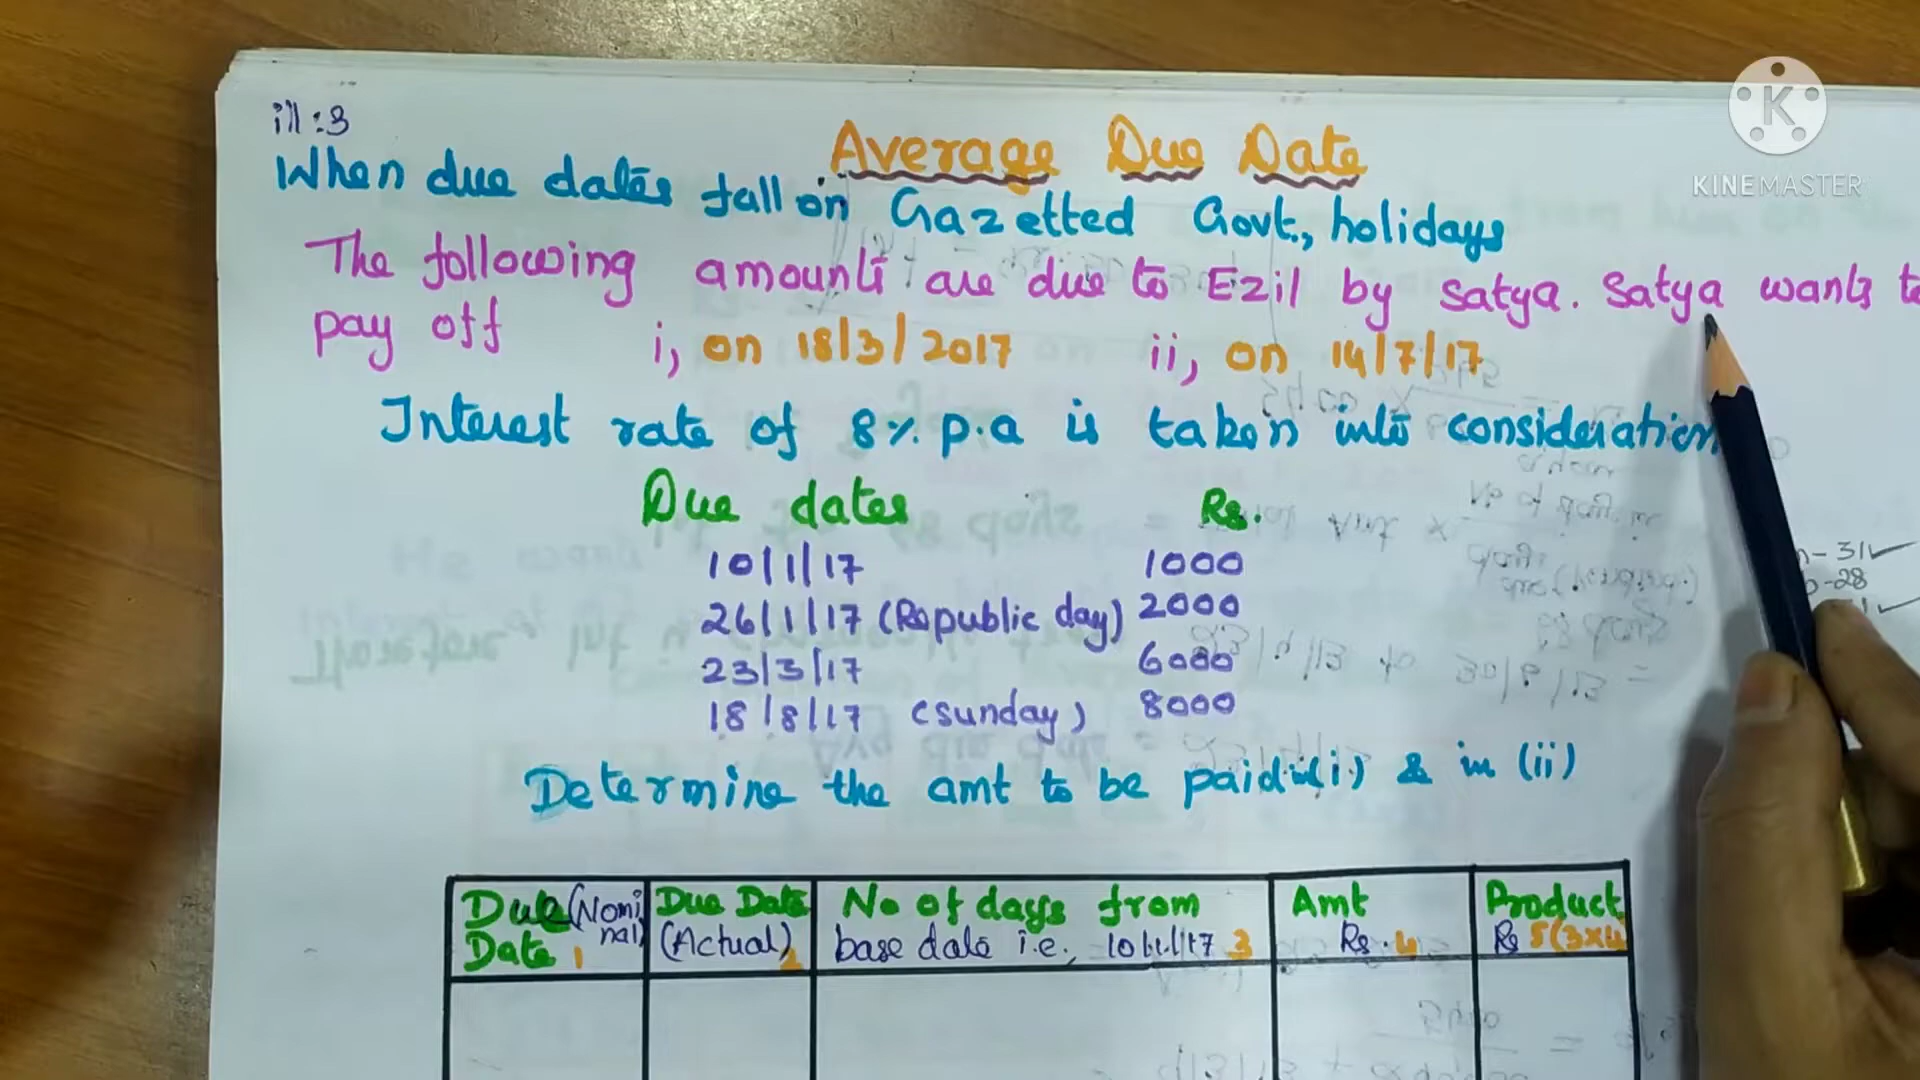 ill:3
Average Due Date
When due dates fall on Gazetted Govt., holidays
The following amounts are due to Ezil by Satya. Satya wants to
pay off i, on 18/3/2017 ii, on 14/7/17
Interest rate of 8%. p.a is taken into consideration
Due dates Rs.
10/1/17 1000
26/1/17 (Republic day) 2000
23/3/17 6000
18/8/17 (Sunday) 8000
Determine the amt to be paid in (i) & in (ii)
Due (Nominal) Date 1
Due Date (Actual) 2
No of days from base date i.e., 10/1/17 3
Amt Rs. 4
Product Rs 5(3x4
- 31 ✓
-28
KINEMASTER